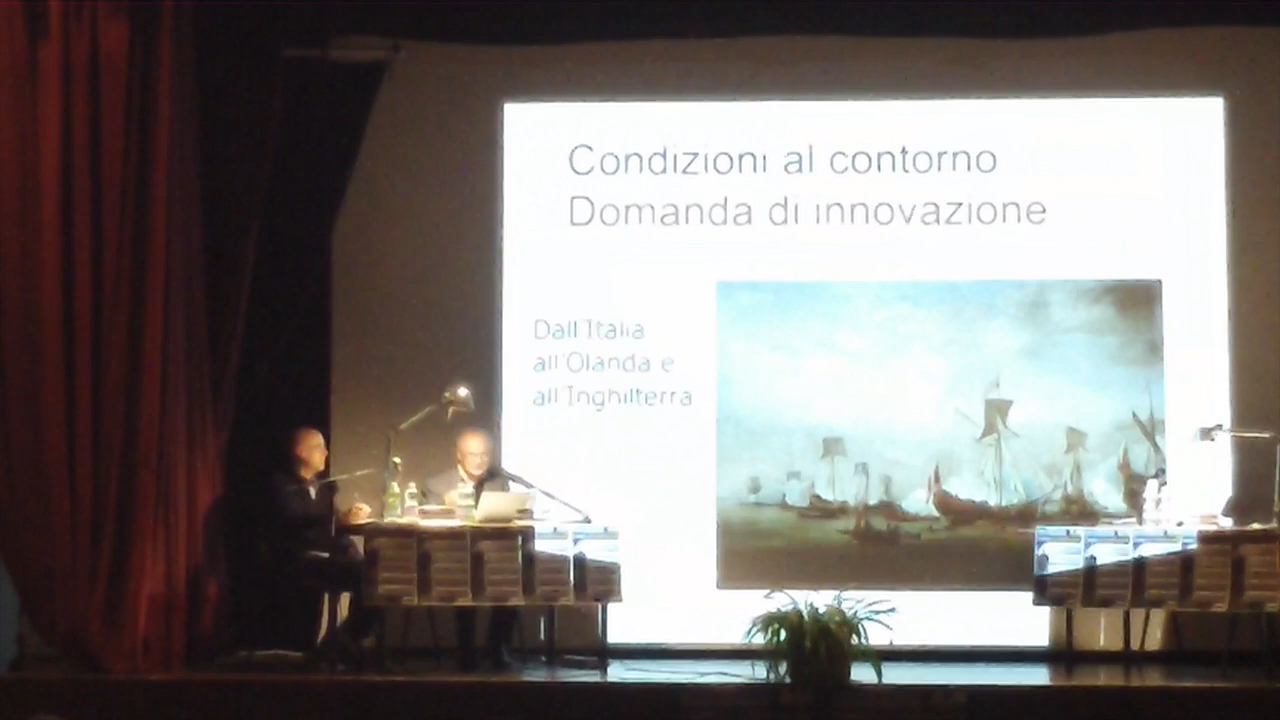 Condizioni al contorno
Domanda di innovazione
Dall'Italia
all'Olanda e
all'Inghilterra